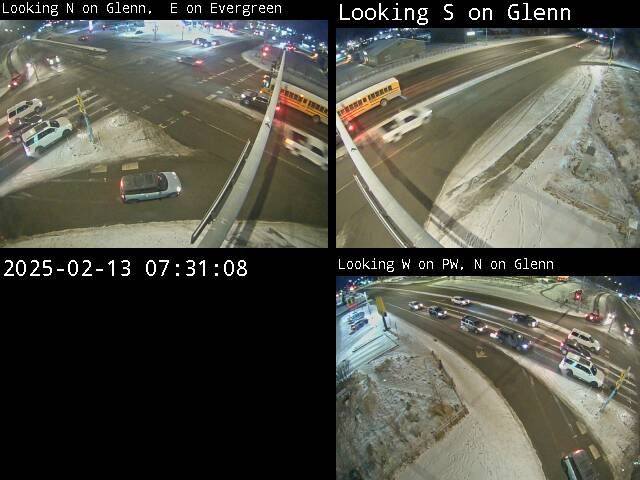 Looking N on Glenn,  E on Evergreen
Looking S on Glenn
2025-02-13 07:31:08
Looking W on PW, N on Glenn